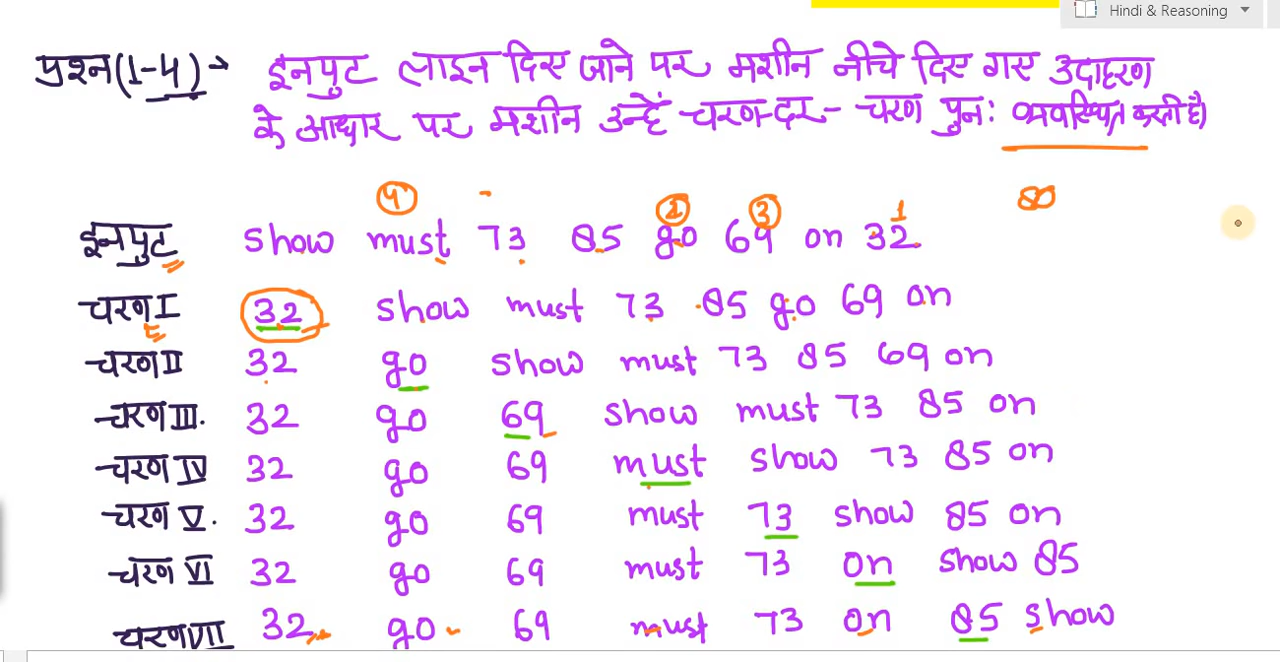 Hindi & Reasoning
प्रश्न(1-4)→ इनपुट लाइन दिए जाने पर मशीन नीचे दिए गए उदाहरण
के आधार पर मशीन उन्हें चरण-दर- चरण पुनः व्यवस्थित करती है)
4 2 3 1 80
इनपुट show must 73 85 go 69 on 32
चरण I 32 show must 73 85 go 69 on
चरण II 32 go show must 73 85 69 on
चरण III. 32 go 69 show must 73 85 on
चरण IV 32 go 69 must show 73 85 on
चरण V. 32 go 69 must 73 show 85 on
चरण VI 32 go 69 must 73 on show 85
चरण VII 32 go 69 must 73 on 85 show